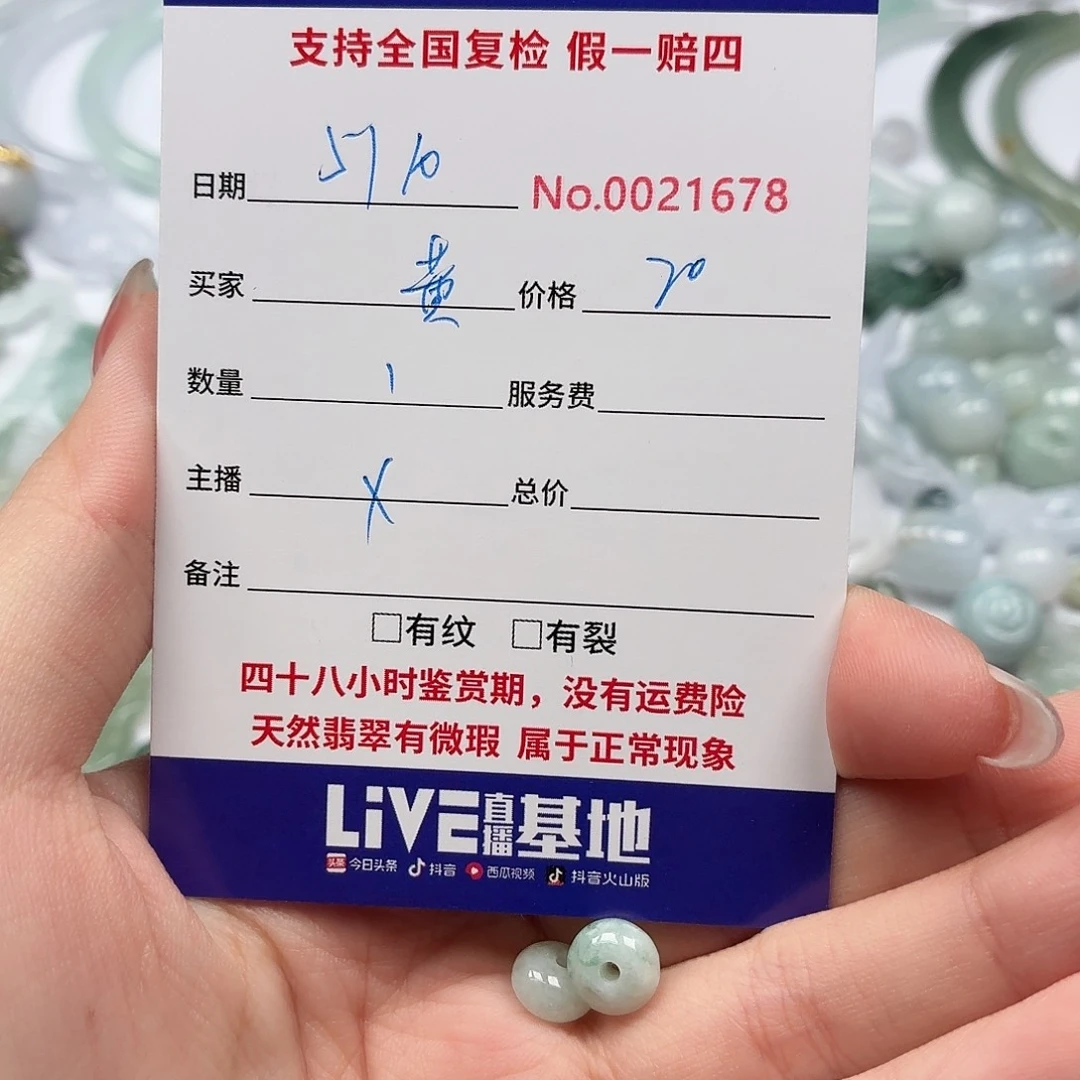 支持全国复检 假一赔四
日期 No.0021678
买家 黄 价格 20
数量 1 服务费
主播 X 总价
备注
□有纹 □有裂
四十八小时鉴赏期，没有运费险
天然翡翠有微瑕 属于正常现象
LiVE直播基地
头条 今日头条 抖音 西瓜视频 抖音火山版